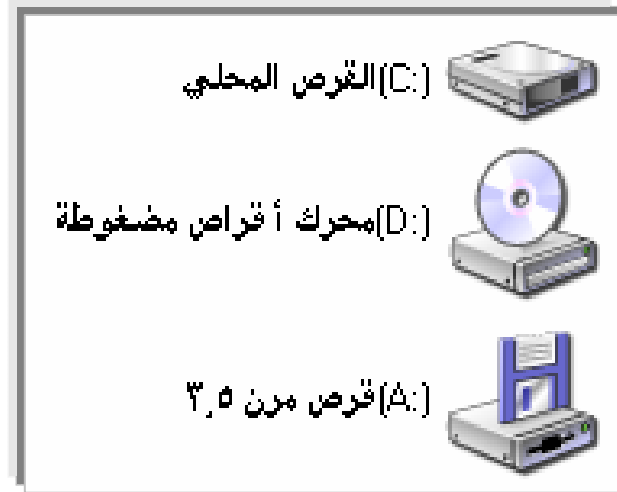 (C:)القرص المحلي
(D:)محرك أقراص مضغوطة
(A:)قرص مرن ٣,٥